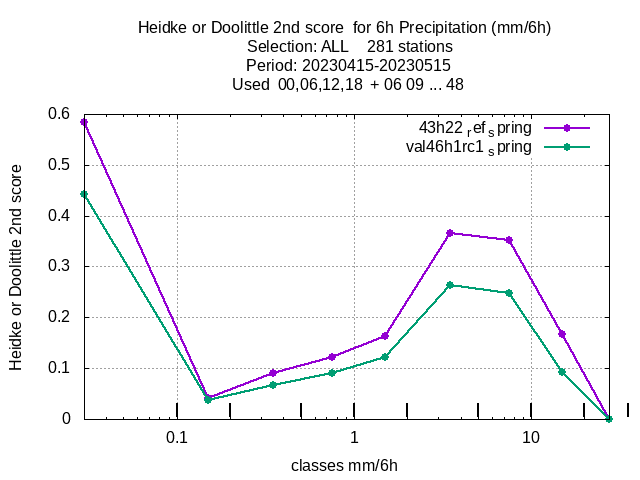 Heidke or Doolittle 2nd score  for 6h Precipitation (mm/6h)
Selection: ALL    281 stations
Period: 20230415-20230515
Used  00,06,12,18  + 06 09 ... 48
43h22 ref spring
val46h1rc1 spring
Heidke or Doolittle 2nd score
0.6
0.5
0.4
0.3
0.2
0.1
0
0.1
1
10
classes mm/6h